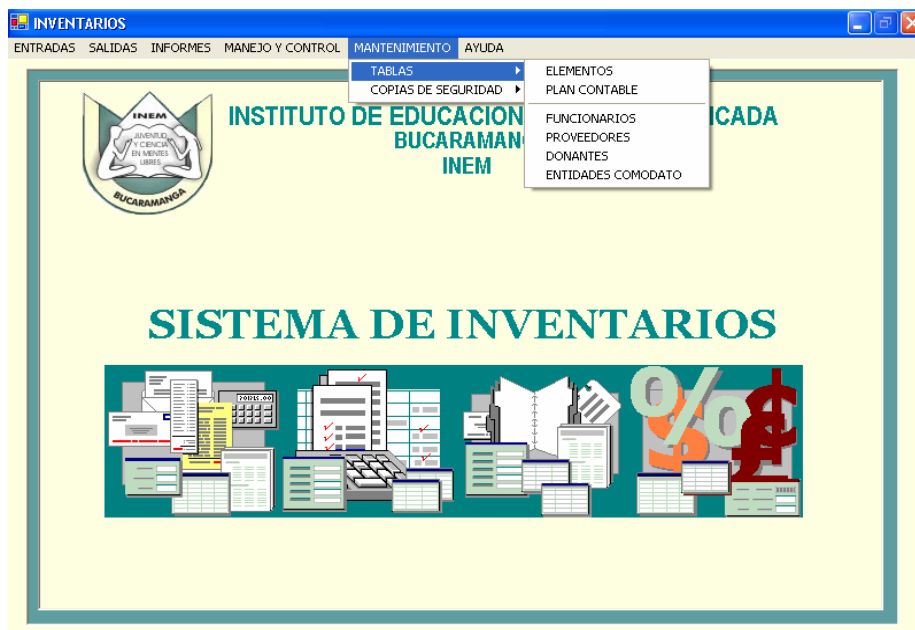 INVENTARIOS
ENTRADAS SALIDAS INFORMES MANEJO Y CONTROL MANTENIMIENTO AYUDA
TABLAS
COPIAS DE SEGURIDAD
ELEMENTOS
PLAN CONTABLE
FUNCIONARIOS
PROVEEDORES
DONANTES
ENTIDADES COMODATO
INSTITUTO DE EDUCACION ICADA
BUCARAMAN
INEM
INEM
JUVENTUD
Y CIENCIA
EN MENTES
LIBRES
BUCARAMANGA
SISTEMA DE INVENTARIOS